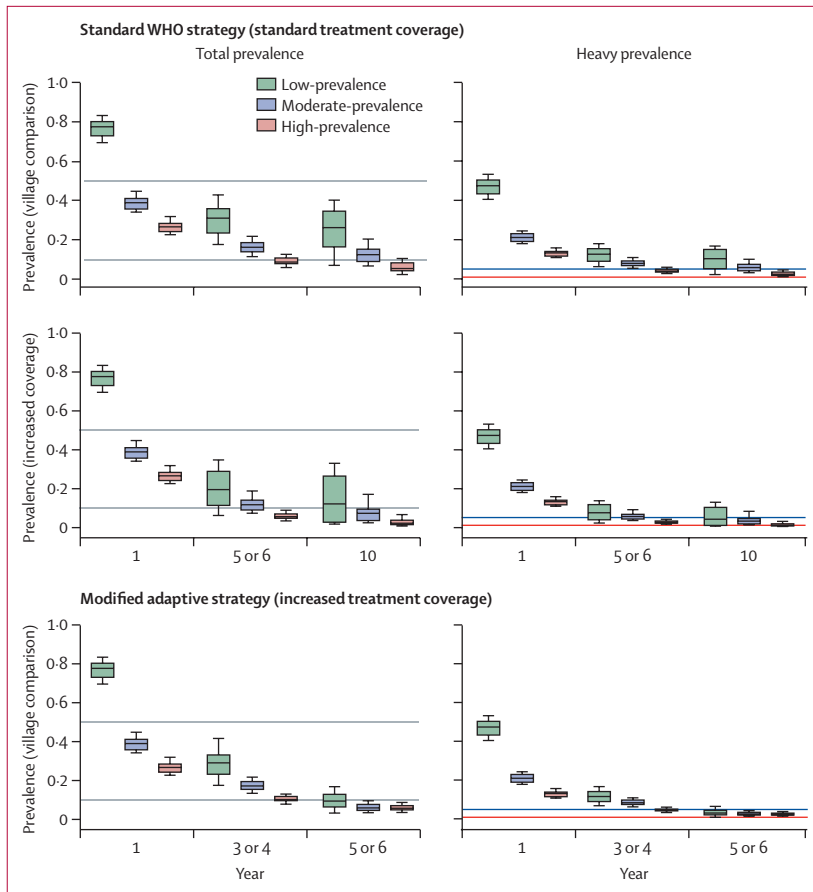 Standard WHO strategy (standard treatment coverage)
Total prevalence
Heavy prevalence
Low-prevalence
Moderate-prevalence
High-prevalence
Prevalence (village comparison)
1·0
0·8
0·6
0·4
0·2
0
Prevalence (increased coverage)
1·0
0·8
0·6
0·4
0·2
0
1
5 or 6
10
1
5 or 6
10
Modified adaptive strategy (increased treatment coverage)
Prevalence (village comparison)
1·0
0·8
0·6
0·4
0·2
0
1
3 or 4
5 or 6
Year
1
3 or 4
5 or 6
Year